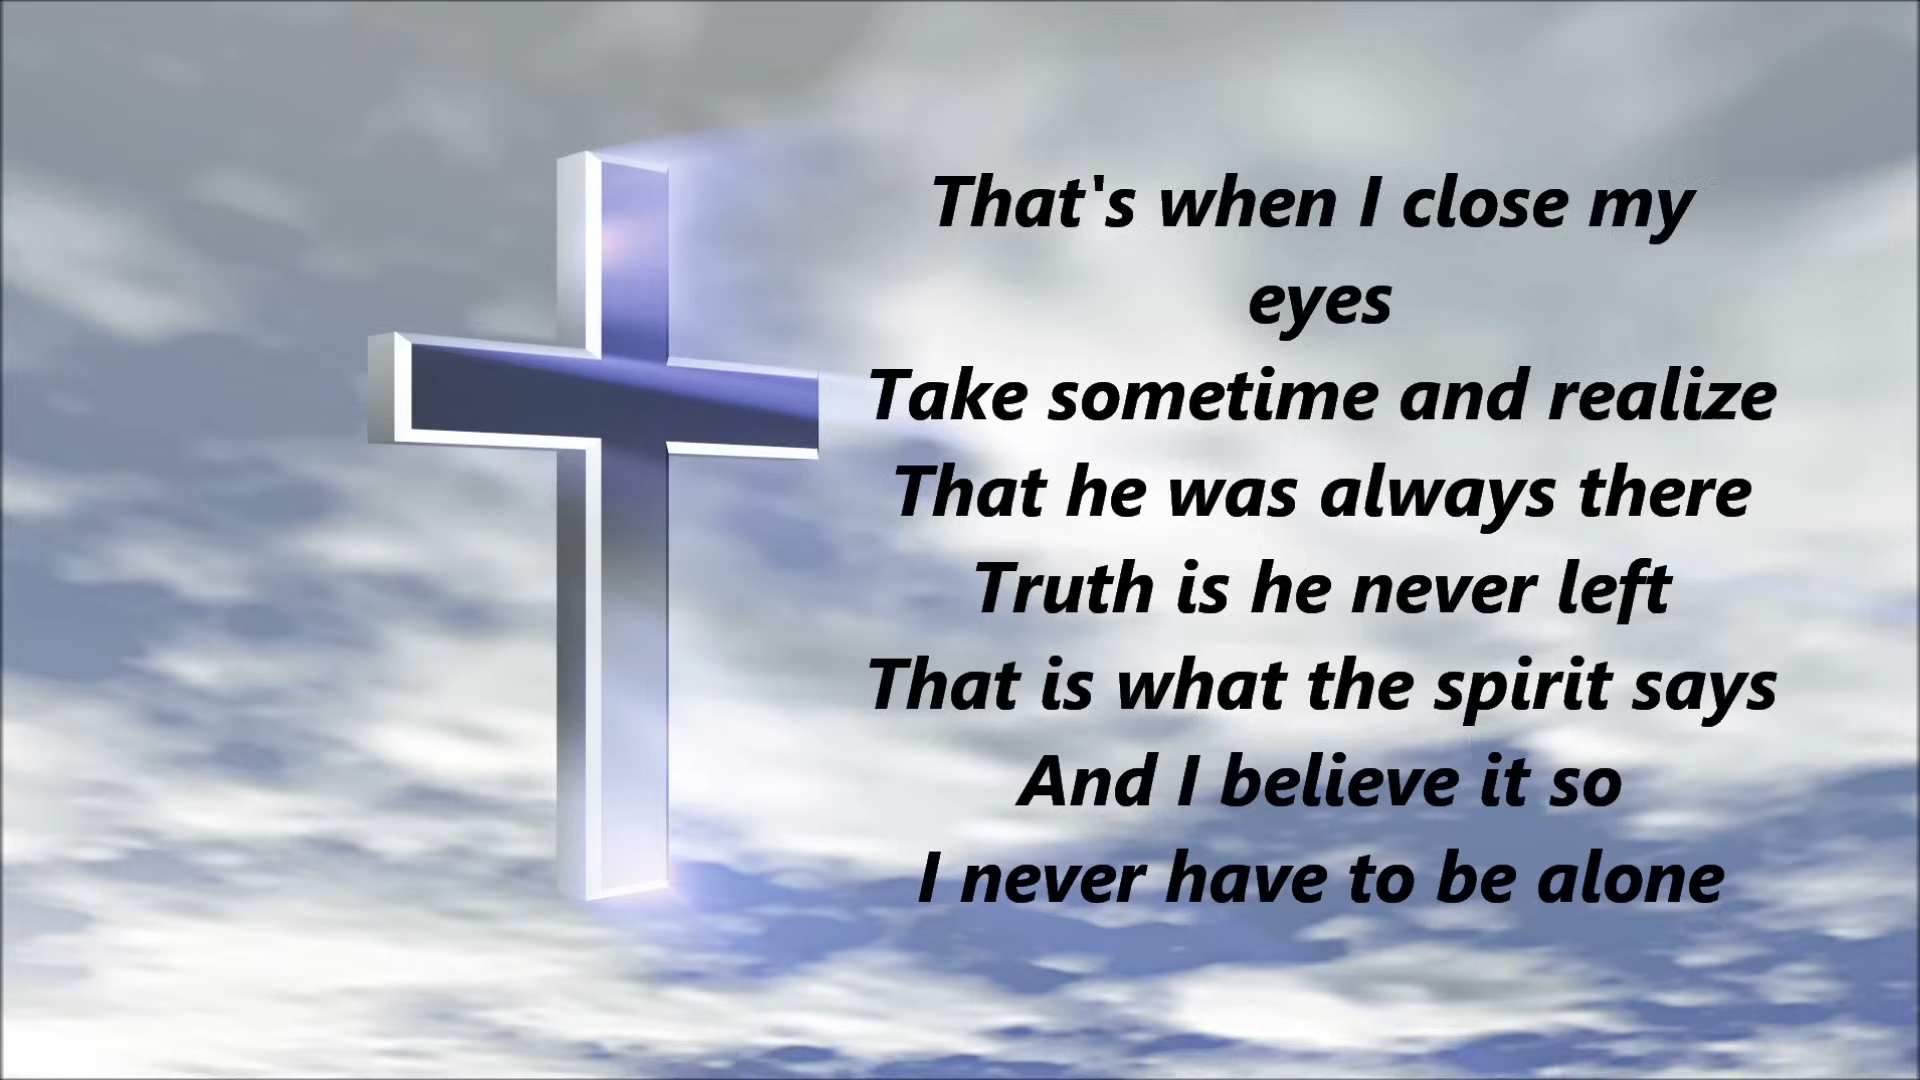 That's when I close my
eyes
Take sometime and realize
That he was always there
Truth is he never left
That is what the spirit says
And I believe it so
I never have to be alone